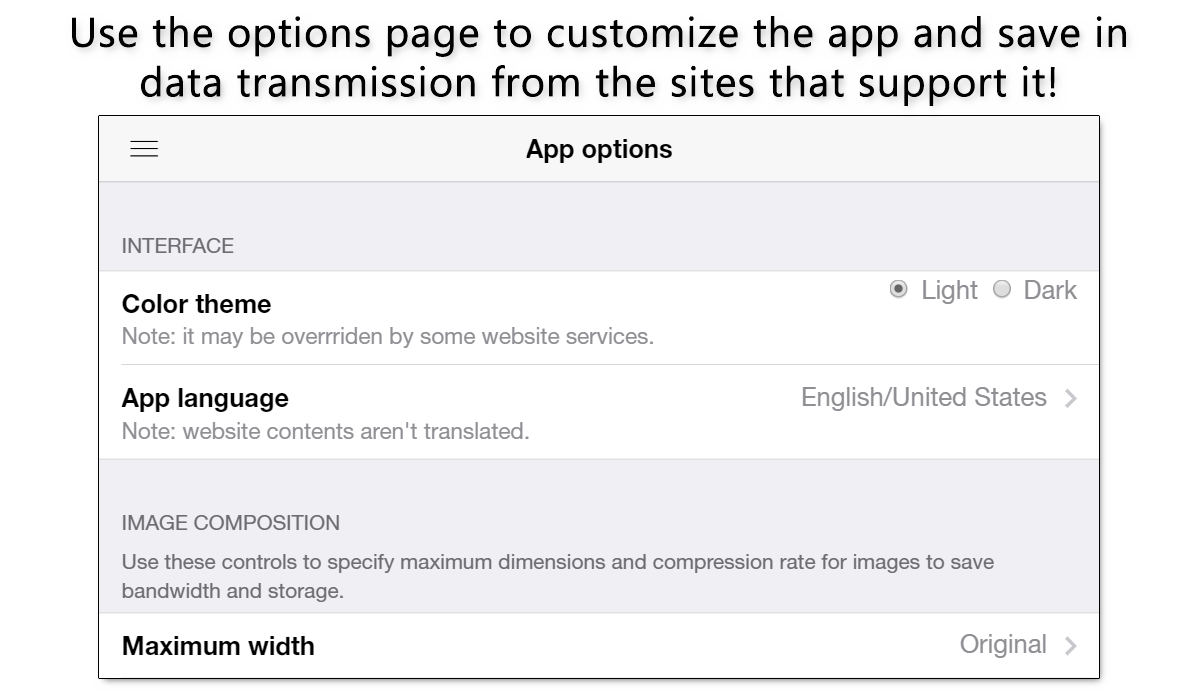 Use the options page to customize the app and save in
data transmission from the sites that support it!
App options
INTERFACE
Color theme
Light Dark
Note: it may be overrriden by some website services.
App language
English/United States
Note: website contents aren't translated.
IMAGE COMPOSITION
Use these controls to specify maximum dimensions and compression rate for images to save
bandwidth and storage.
Maximum width
Original